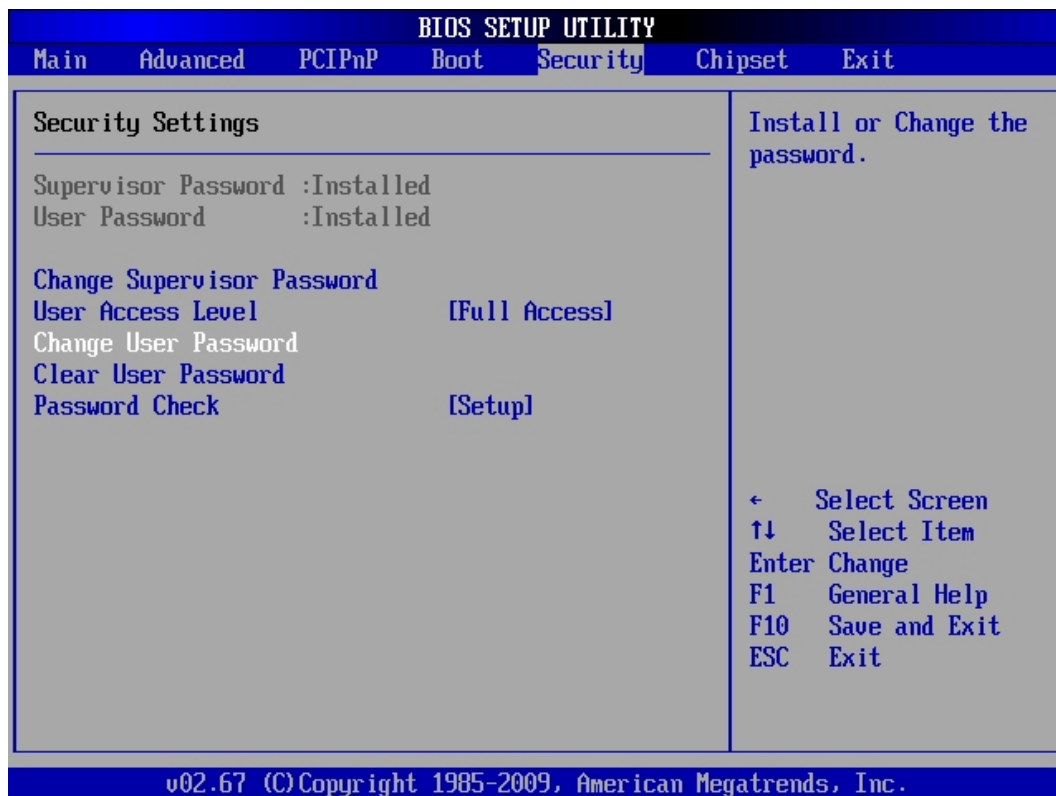 BIOS SETUP UTILITY
Main Advanced PCIPnP Boot Security Chipset Exit
Security Settings
Supervisor Password :Installed
User Password :Installed
Change Supervisor Password
User Access Level [Full Access]
Change User Password
Clear User Password
Password Check [Setup]
Install or Change the
password.
← Select Screen
↑↓ Select Item
Enter Change
F1 General Help
F10 Save and Exit
ESC Exit
v02.67 (C)Copyright 1985-2009, American Megatrends, Inc.